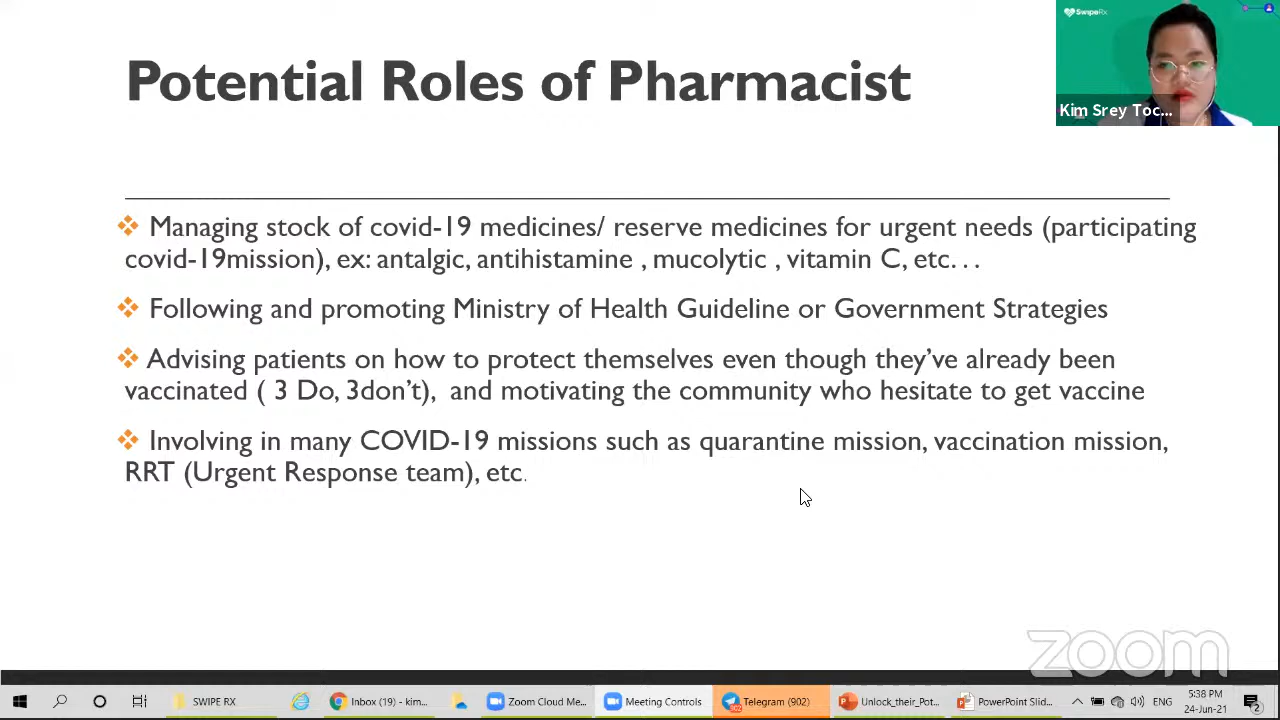 SwipeRx
Potential Roles of Pharmacist
Kim Srey Toc...
❖ Managing stock of covid-19 medicines/ reserve medicines for urgent needs (participating
covid-19mission), ex: antalgic, antihistamine , mucolytic , vitamin C, etc...
❖ Following and promoting Ministry of Health Guideline or Government Strategies
❖ Advising patients on how to protect themselves even though they've already been
vaccinated ( 3 Do, 3don't), and motivating the community who hesitate to get vaccine
❖ Involving in many COVID-19 missions such as quarantine mission, vaccination mission,
RRT (Urgent Response team), etc.
zoom
SWIPE RX
Inbox (19) - kim...
Zoom Cloud Me...
Meeting Controls
Telegram (902)
Unlock_their_Pot...
PowerPoint Slid...
ENG
5:38 PM
24-Jun-21
2